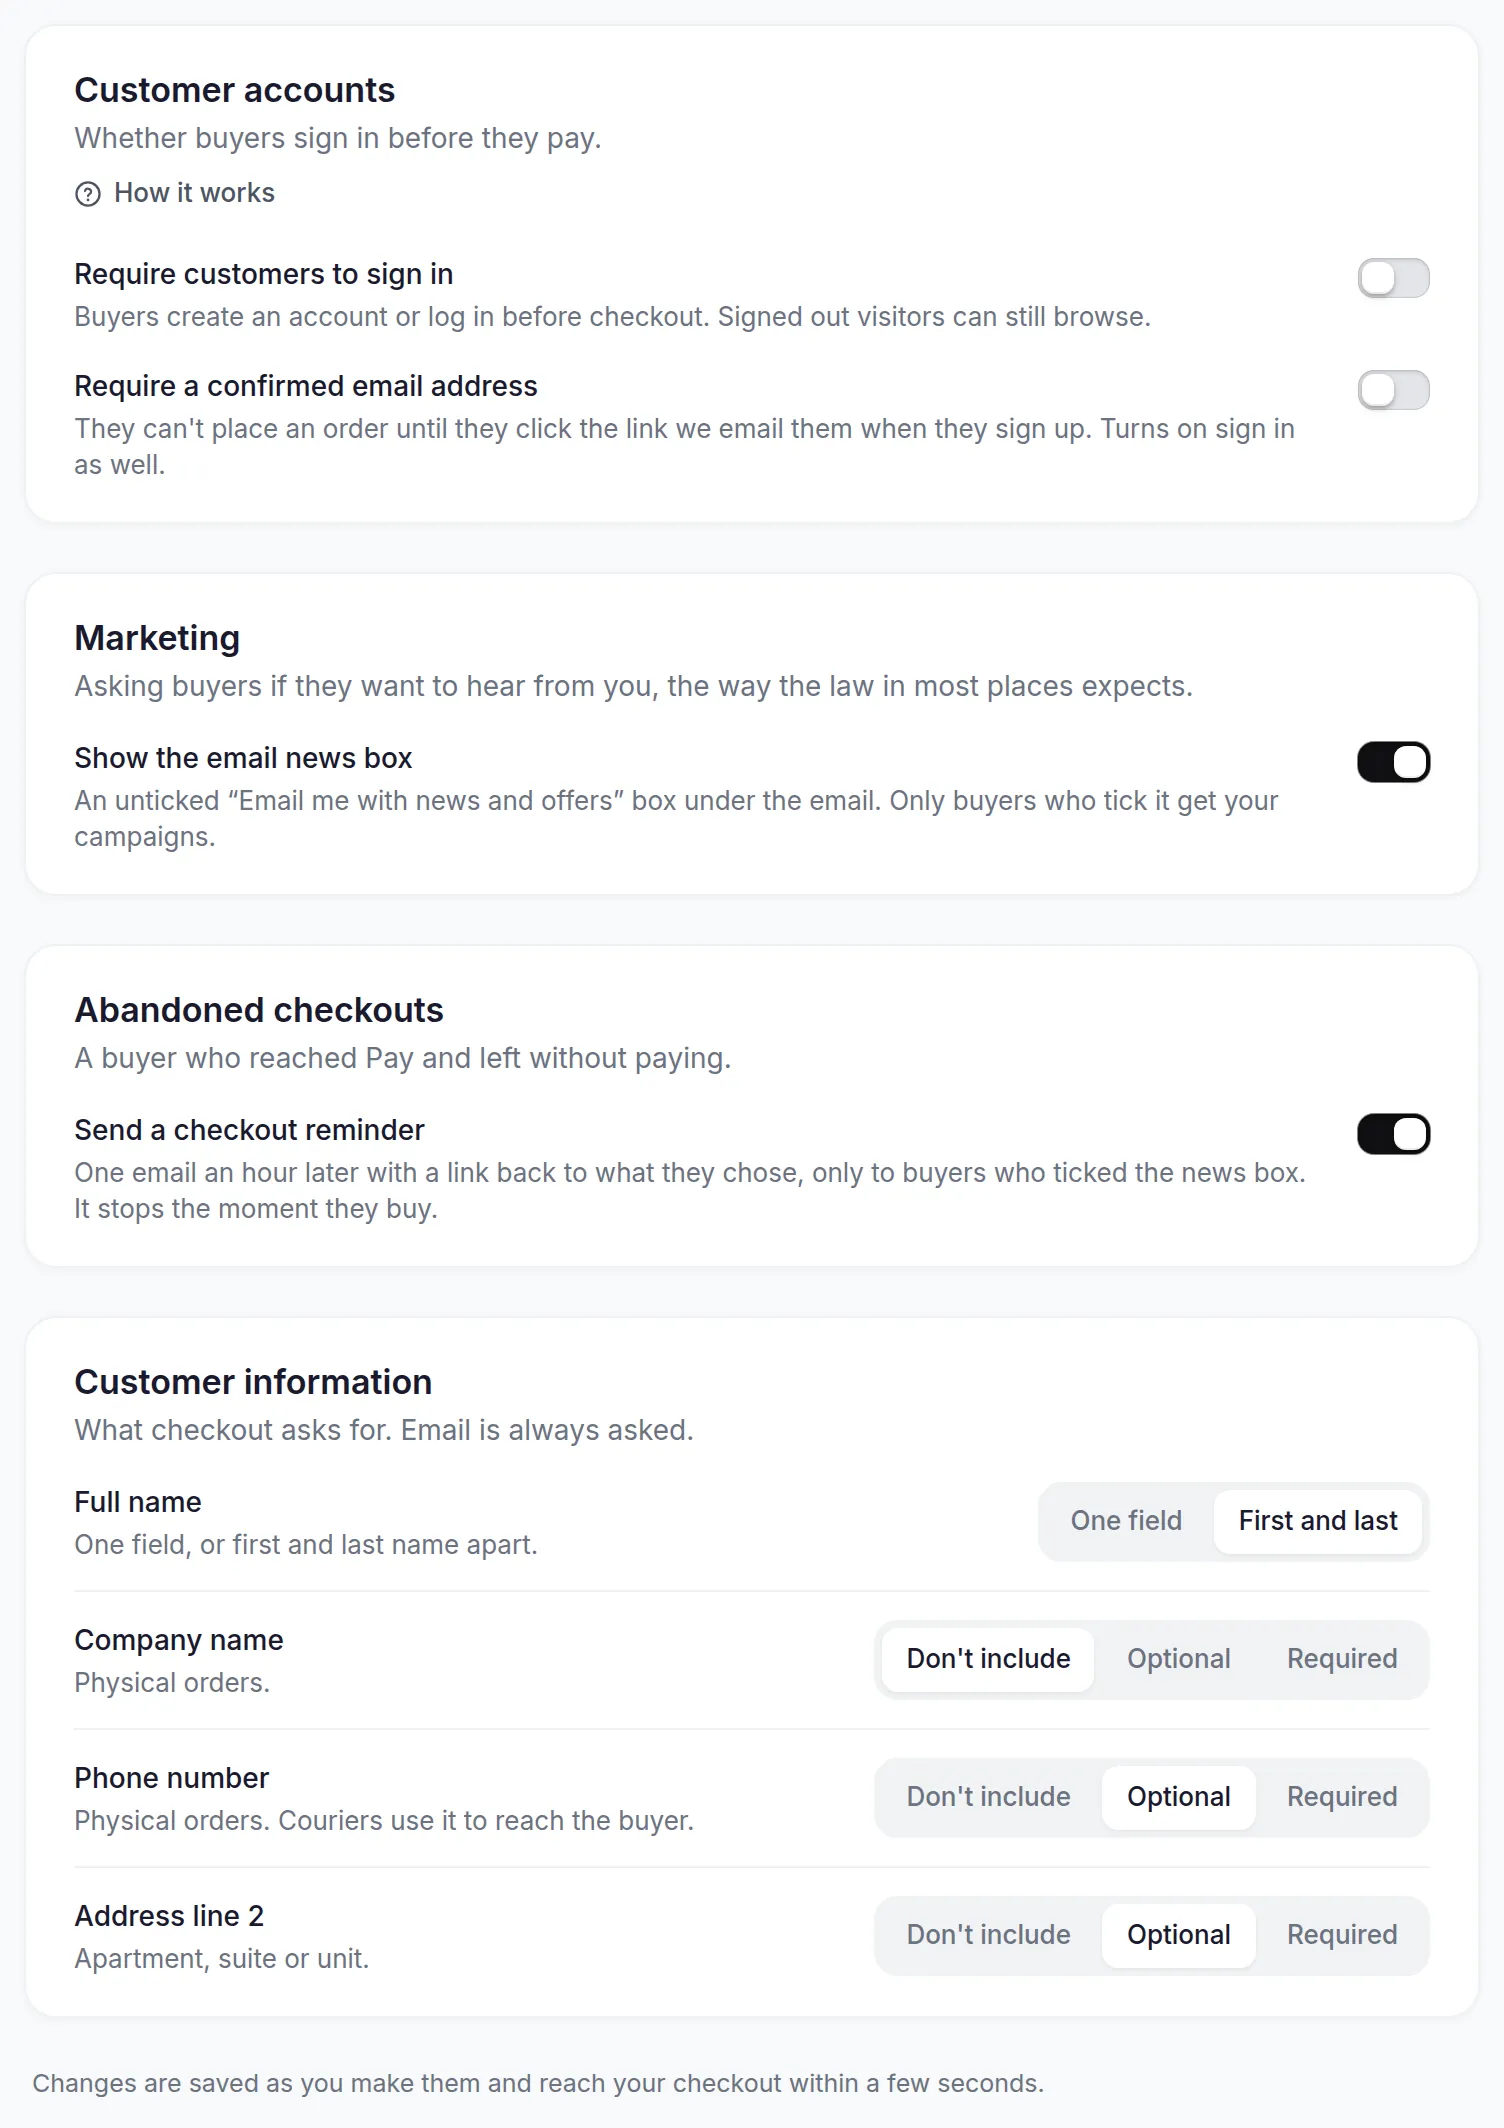 Customer accounts
Whether buyers sign in before they pay.
How it works
Require customers to sign in
Buyers create an account or log in before checkout. Signed out visitors can still browse.
Require a confirmed email address
They can't place an order until they click the link we email them when they sign up. Turns on sign in
as well.
Marketing
Asking buyers if they want to hear from you, the way the law in most places expects.
Show the email news box
An unticked “Email me with news and offers” box under the email. Only buyers who tick it get your
campaigns.
Abandoned checkouts
A buyer who reached Pay and left without paying.
Send a checkout reminder
One email an hour later with a link back to what they chose, only to buyers who ticked the news box.
It stops the moment they buy.
Customer information
What checkout asks for. Email is always asked.
Full name
One field, or first and last name apart.
One field First and last
Company name
Physical orders.
Don't include Optional Required
Phone number
Physical orders. Couriers use it to reach the buyer.
Don't include Optional Required
Address line 2
Apartment, suite or unit.
Don't include Optional Required
Changes are saved as you make them and reach your checkout within a few seconds.